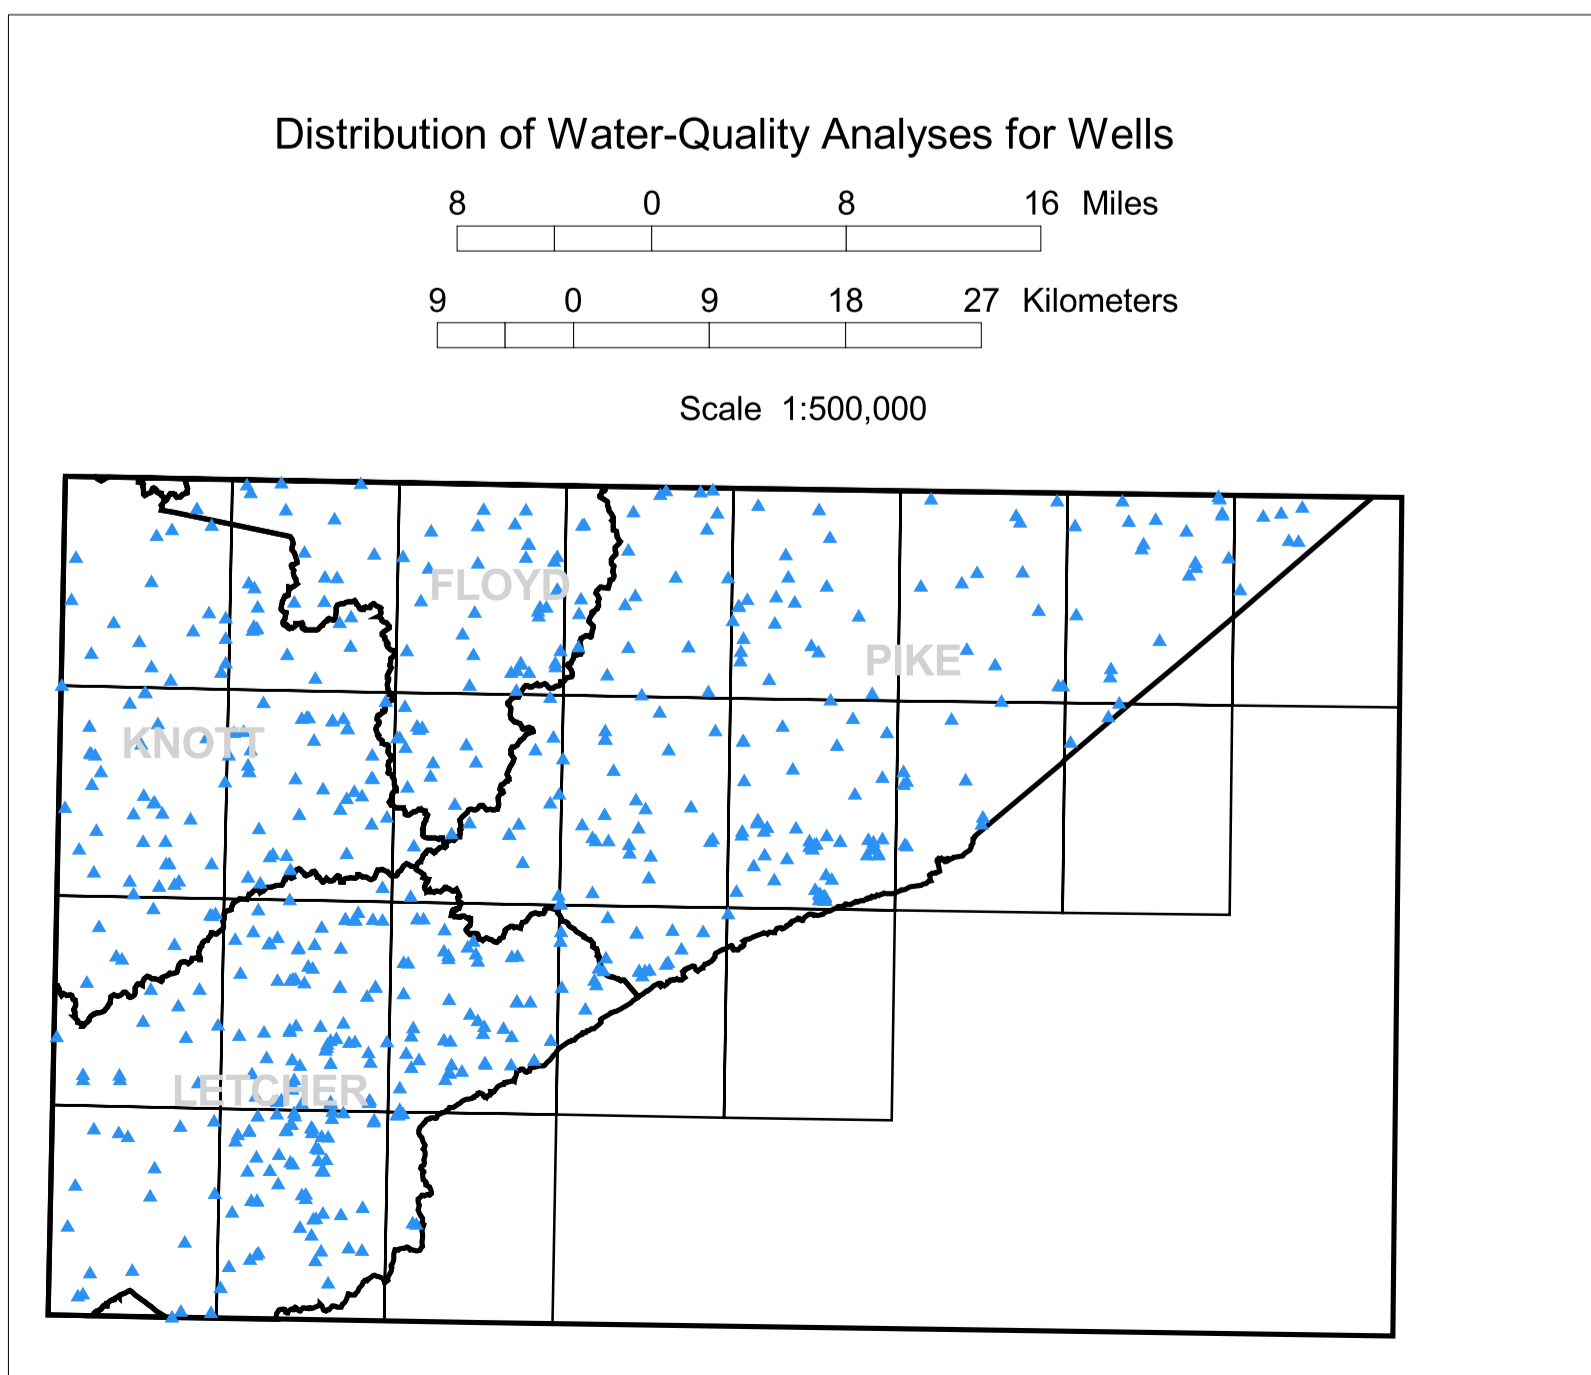 Distribution of Water-Quality Analyses for Wells
8 0 8 16 Miles
9 0 9 18 27 Kilometers
Scale 1:500,000
FLOYD
PIKE
KNOTT
LETCHER